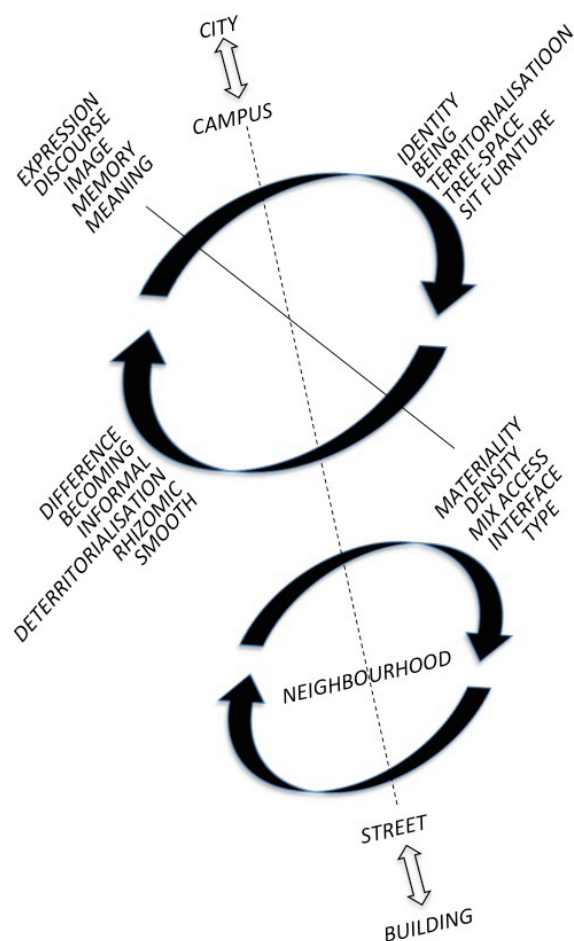 CITY
CAMPUS
EXPRESSION
DISCOURSE
IMAGE
MEMORY
MEANING
IDENTITY
BEING
TERRITORIALISATIOON
TREE-SPACE
SIT FURNTURE
DIFFERENCE
BECOMING
INFORMAL
DETERRITORIALISATION
RHIZOMIC
SMOOTH
MATERIALITY
DENSITY
MIX ACCESS
INTERFACE
TYPE
NEIGHBOURHOOD
STREET
BUILDING